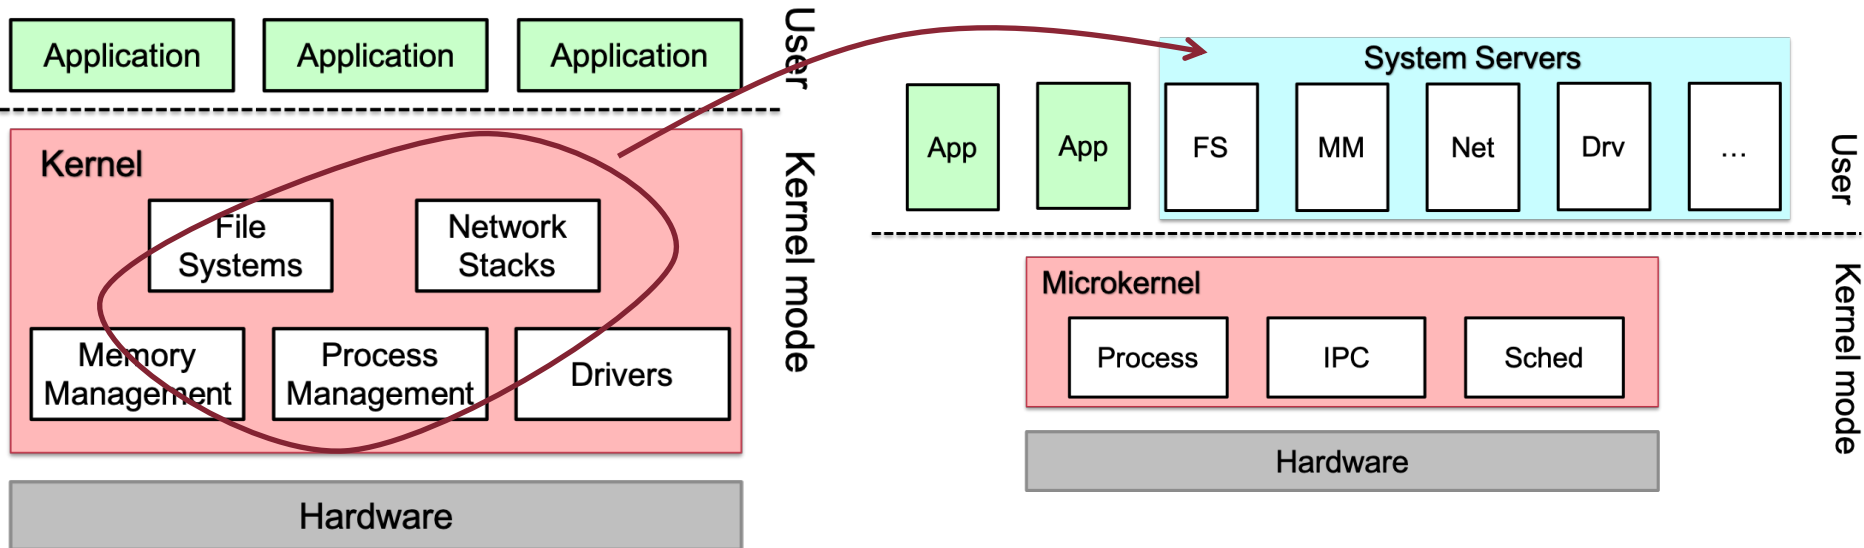 Application
Application
Application
User
Kernel
File
Systems
Network
Stacks
Memory
Management
Process
Management
Drivers
Kernel mode
Hardware
System Servers
App
App
FS
MM
Net
Drv
...
User
Microkernel
Process
IPC
Sched
Kernel mode
Hardware